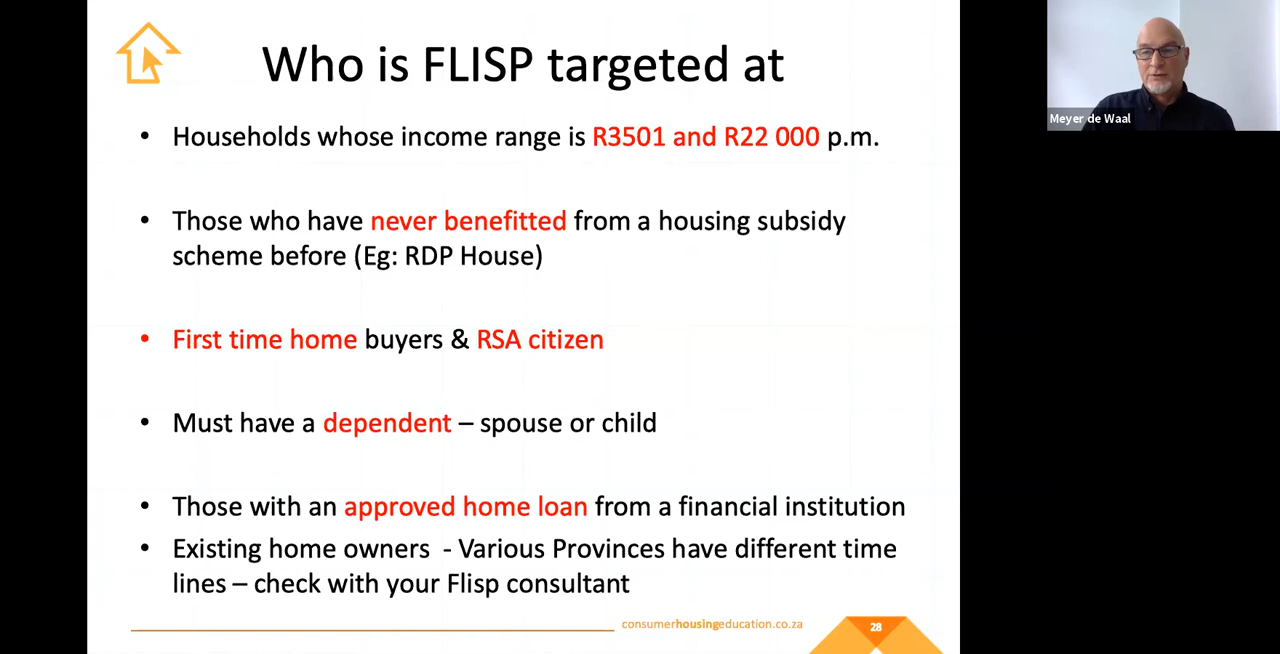 Who is FLISP targeted at
• Households whose income range is R3501 and R22 000 p.m.
• Those who have never benefitted from a housing subsidy
scheme before (Eg: RDP House)
• First time home buyers & RSA citizen
• Must have a dependent – spouse or child
• Those with an approved home loan from a financial institution
• Existing home owners  - Various Provinces have different time
lines – check with your Flisp consultant
consumerhousingeducation.co.za
28
Meyer de Waal